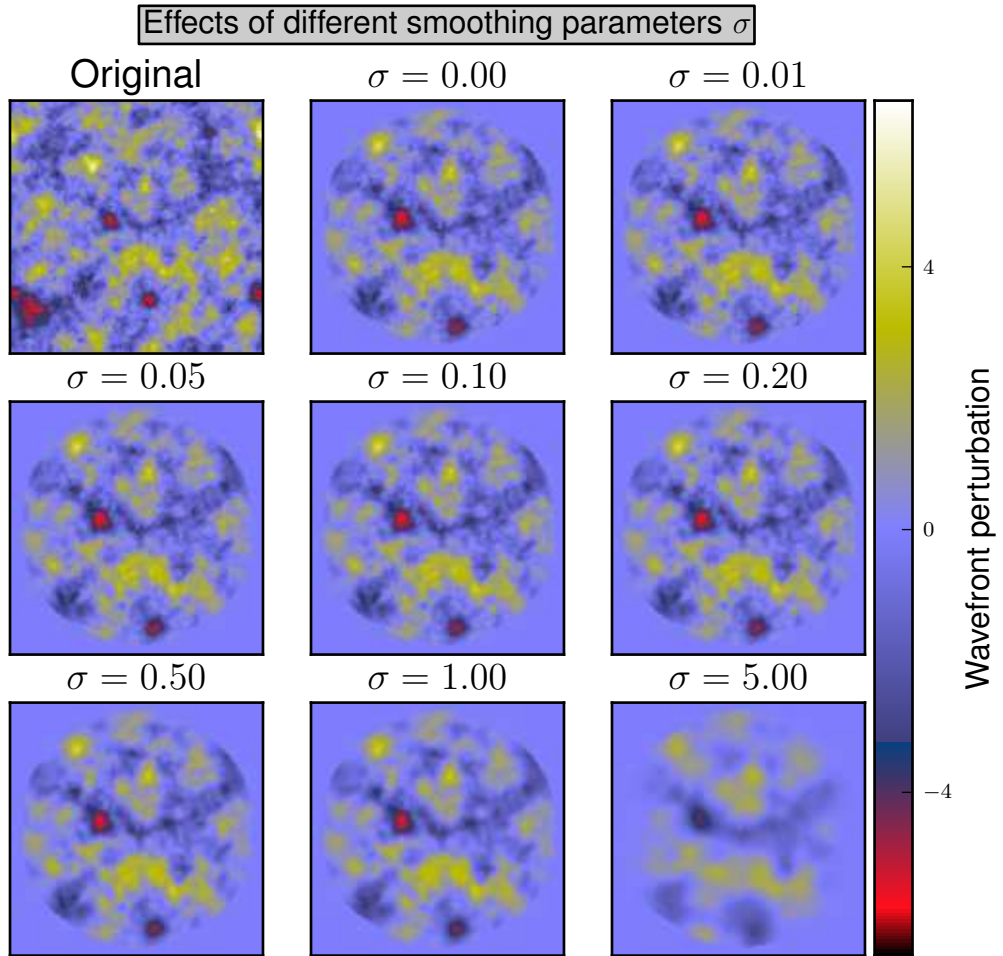 Effects of different smoothing parameters σ
Original
σ = 0.00
σ = 0.01
σ = 0.05
σ = 0.10
σ = 0.20
σ = 0.50
σ = 1.00
σ = 5.00
4
0
−4
Wavefront perturbation